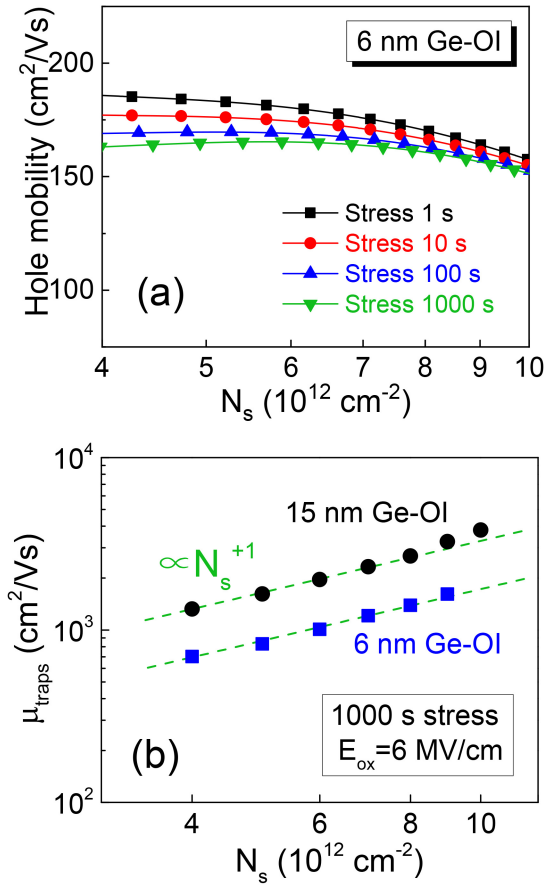 6 nm Ge-OI
Hole mobility (cm²/Vs)
200
150
100
Stress 1 s
Stress 10 s
Stress 100 s
Stress 1000 s
(a)
4 5 6 7 8 9 10
Nₛ (10¹² cm⁻²)
μtraps (cm²/Vs)
10⁴
10³
10²
15 nm Ge-OI
∝Nₛ⁺¹
6 nm Ge-OI
1000 s stress
Eox=6 MV/cm
(b)
4 6 8 10
Nₛ (10¹² cm⁻²)